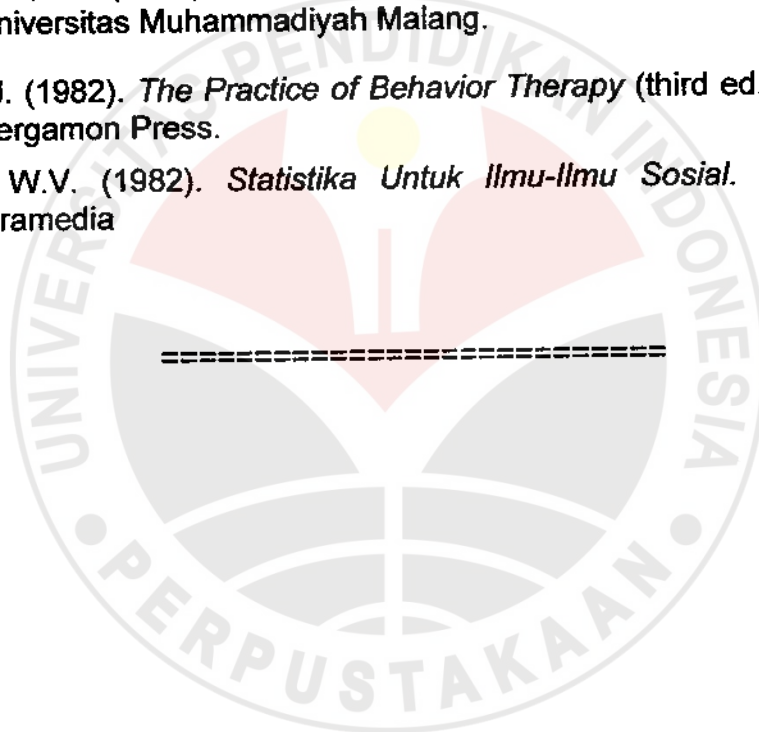 niversitas Muhammadiyah Malang.
J. (1982). The Practice of Behavior Therapy (third ed.
ergamon Press.
W.V. (1982). Statistika Untuk Ilmu-Ilmu Sosial.
ramedia
===========================
UNIVERSITAS PENDIDIKAN INDONESIA
PERPUSTAKAAN